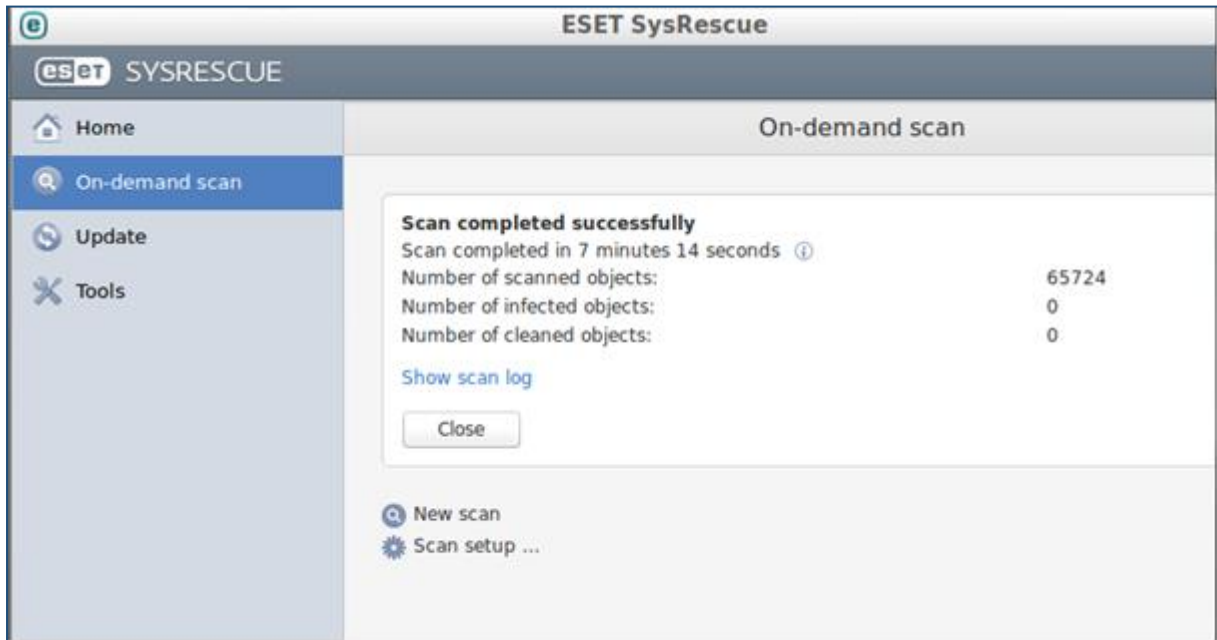 ESET SysRescue
eset SYSRESCUE
Home
On-demand scan
Update
Tools
On-demand scan
Scan completed successfully
Scan completed in 7 minutes 14 seconds
Number of scanned objects: 65724
Number of infected objects: 0
Number of cleaned objects: 0
Show scan log
Close
New scan
Scan setup ...